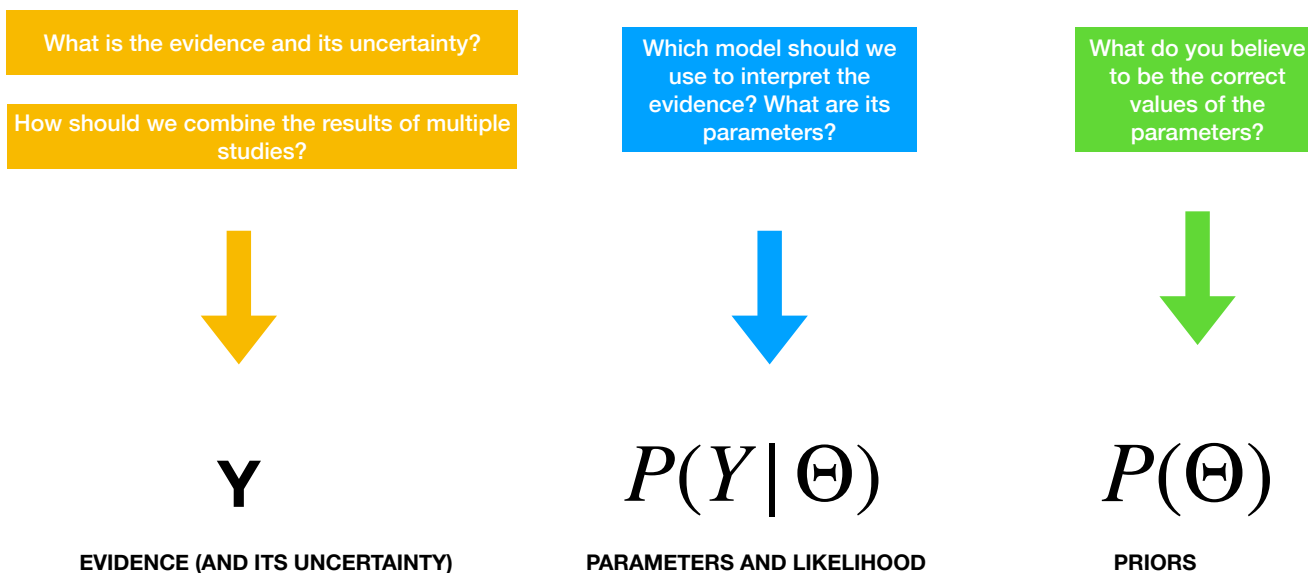 What is the evidence and its uncertainty?
How should we combine the results of multiple
studies?
Which model should we
use to interpret the
evidence? What are its
parameters?
What do you believe
to be the correct
values of the
parameters?
Y
P(Y|Θ)
P(Θ)
EVIDENCE (AND ITS UNCERTAINTY)
PARAMETERS AND LIKELIHOOD
PRIORS